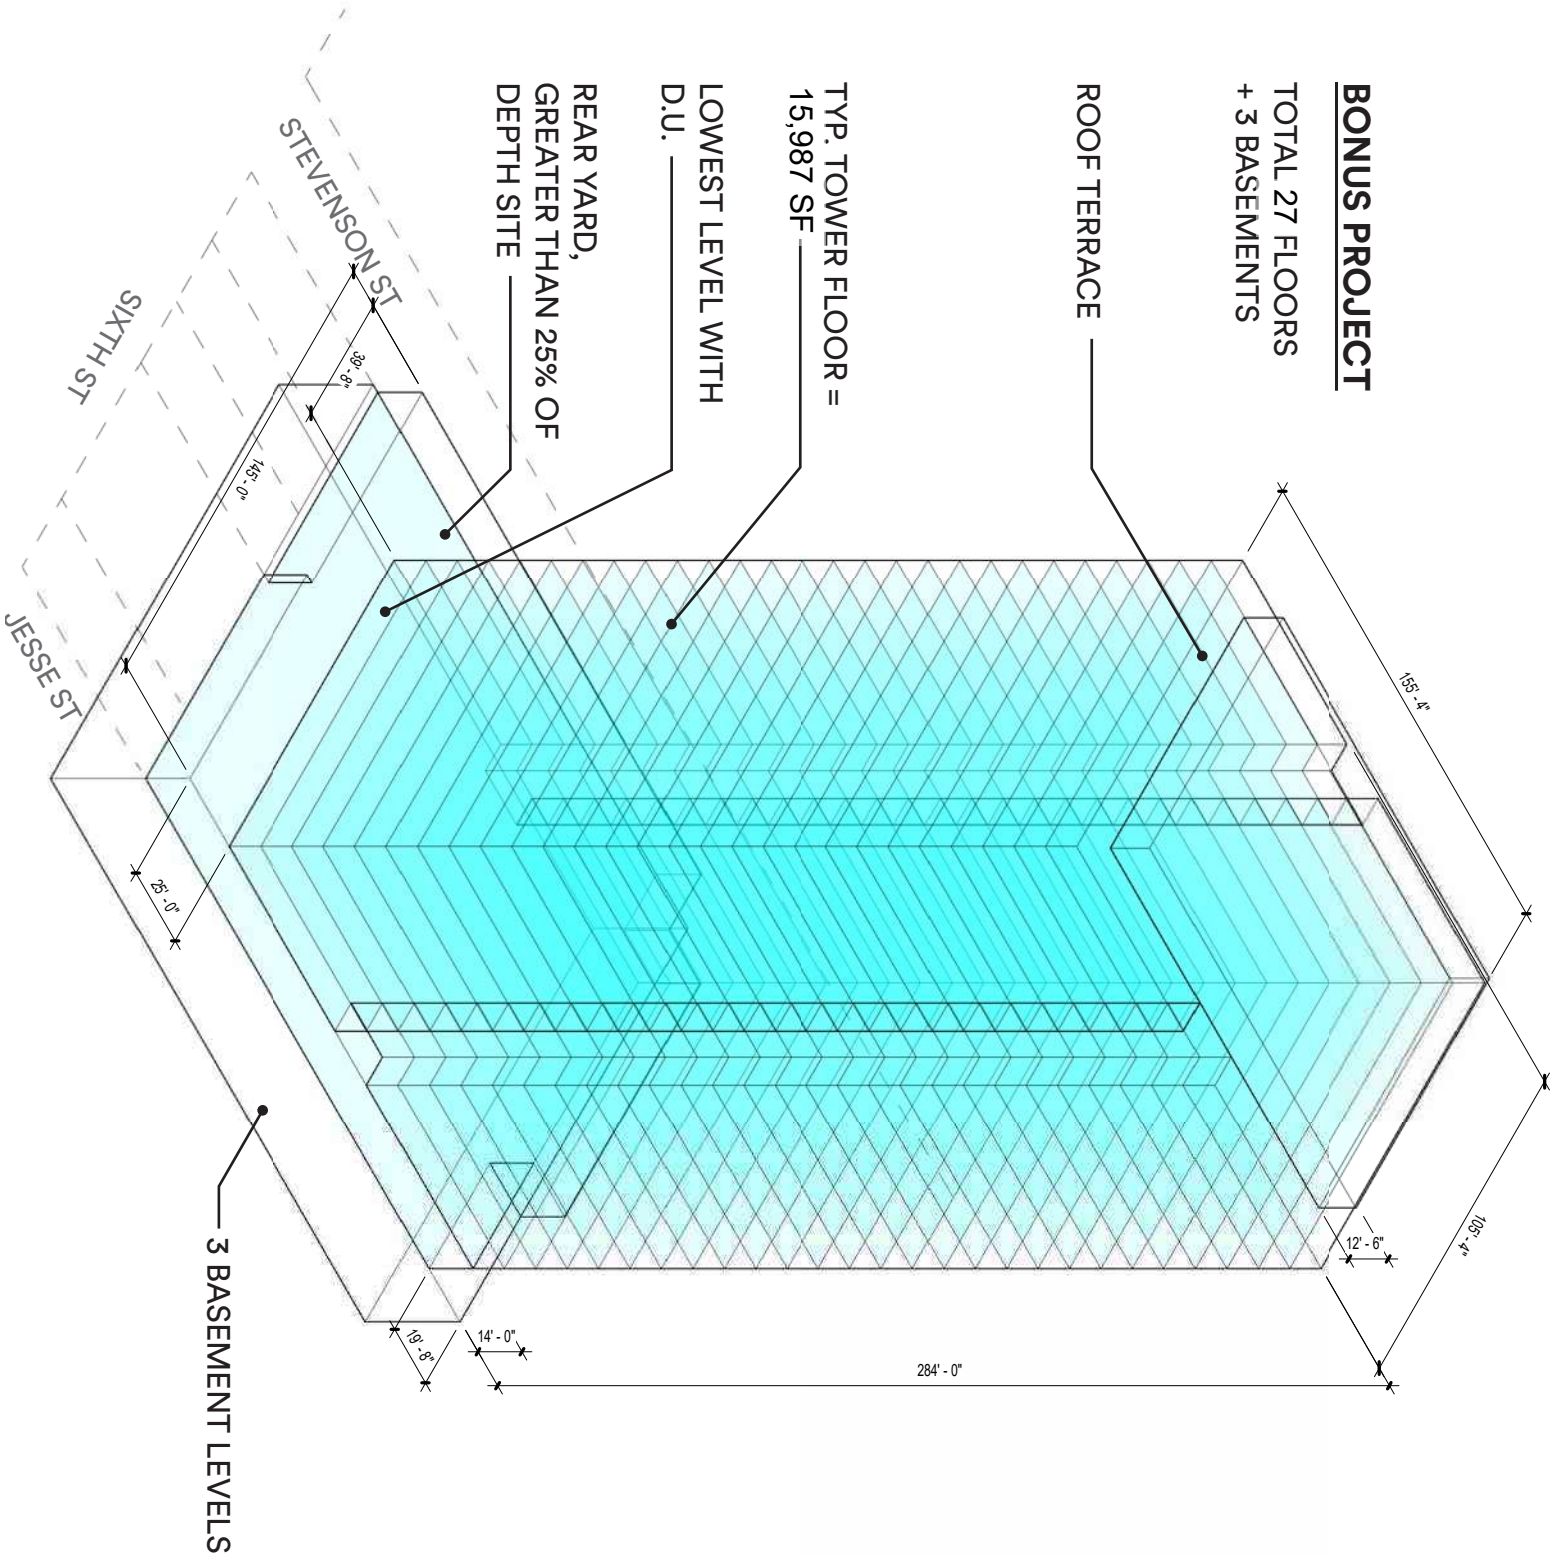 BONUS PROJECT
TOTAL 27 FLOORS
+ 3 BASEMENTS
ROOF TERRACE
TYP. TOWER FLOOR =
15,987 SF
LOWEST LEVEL WITH
D.U.
REAR YARD,
GREATER THAN 25% OF
DEPTH SITE
STEVENSON ST
SIXTH ST
JESSE ST
3 BASEMENT LEVELS
155' - 4"
105' - 4"
12' - 6"
284' - 0"
14' - 0"
19' - 8"
25' - 0"
145' - 0"
39' - 8"